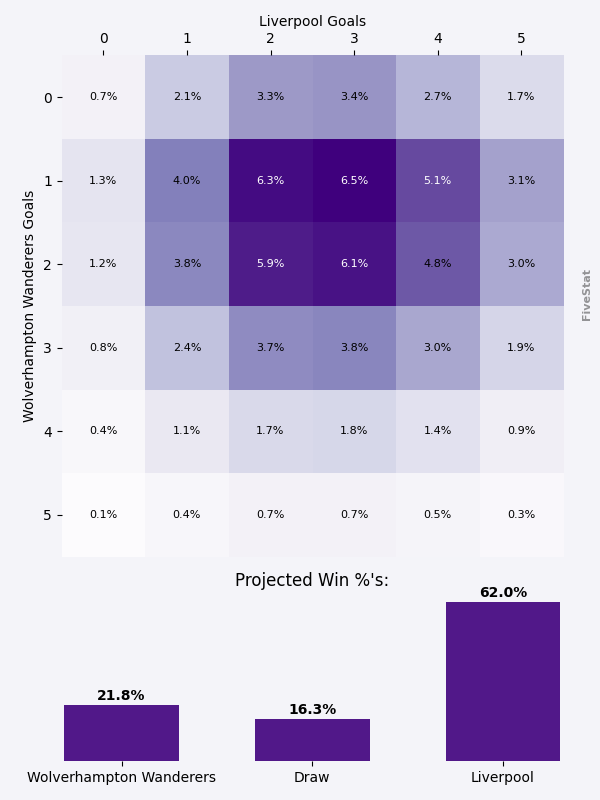 Liverpool Goals
0 1 2 3 4 5
Wolverhampton Wanderers Goals
0 0.7% 2.1% 3.3% 3.4% 2.7% 1.7%
1 1.3% 4.0% 6.3% 6.5% 5.1% 3.1%
2 1.2% 3.8% 5.9% 6.1% 4.8% 3.0%
3 0.8% 2.4% 3.7% 3.8% 3.0% 1.9%
4 0.4% 1.1% 1.7% 1.8% 1.4% 0.9%
5 0.1% 0.4% 0.7% 0.7% 0.5% 0.3%
FiveStat
Projected Win %'s:
21.8% 16.3% 62.0%
Wolverhampton Wanderers Draw Liverpool